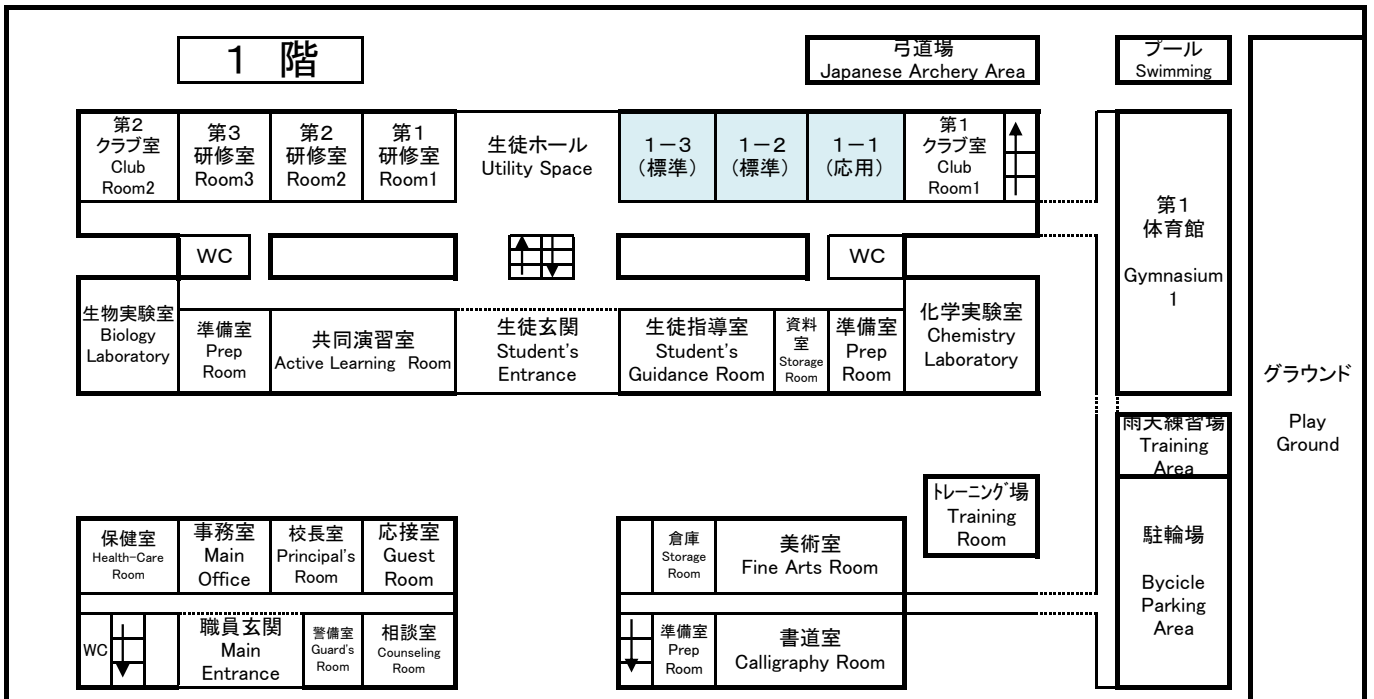 1 階
弓道場
Japanese Archery Area
プール
Swimming
第2
クラブ室
Club
Room2
第3
研修室
Room3
第2
研修室
Room2
第1
研修室
Room1
生徒ホール
Utility Space
1－3
(標準)
1－2
(標準)
1－1
(応用)
第1
クラブ室
Club
Room1
第1
体育館
Gymnasium
1
WC
WC
生物実験室
Biology
Laboratory
準備室
Prep
Room
共同演習室
Active Learning Room
生徒玄関
Student's
Entrance
生徒指導室
Student's
Guidance Room
資料
室
Storage
Room
準備室
Prep
Room
化学実験室
Chemistry
Laboratory
グラウンド
Play
Ground
雨天練習場
Training
Area
トレーニング場
Training
Room
駐輪場
Bycicle
Parking
Area
保健室
Health-Care
Room
事務室
Main
Office
校長室
Principal's
Room
応接室
Guest
Room
倉庫
Storage
Room
美術室
Fine Arts Room
WC
職員玄関
Main
Entrance
警備室
Guard's
Room
相談室
Counseling
Room
準備室
Prep
Room
書道室
Calligraphy Room